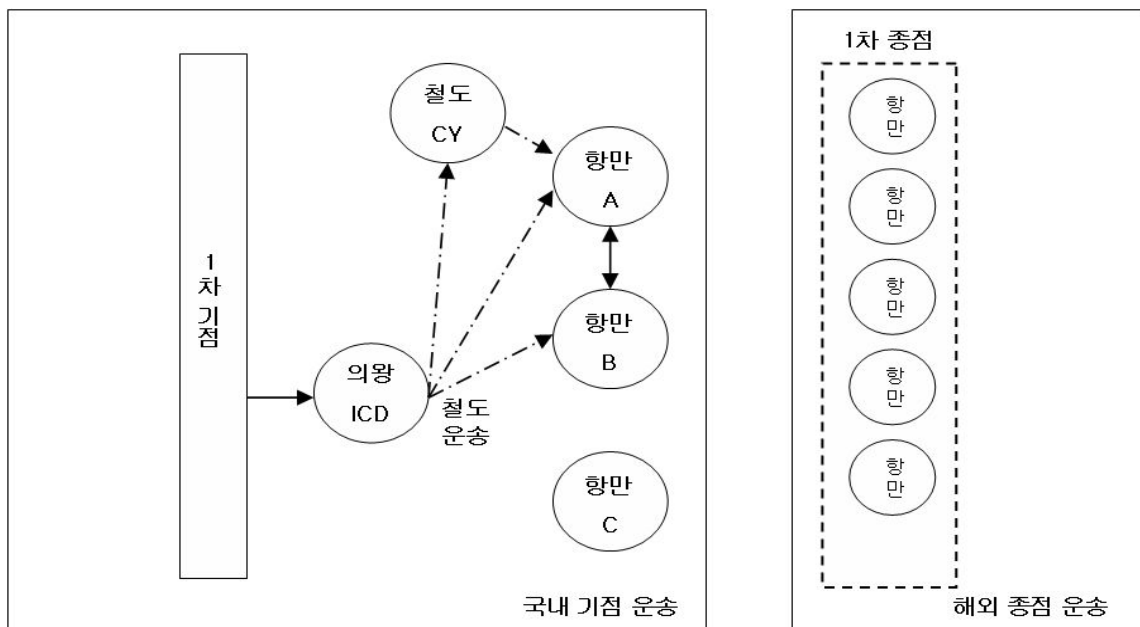 1
차
기
점
철도
CY
항만
A
항만
B
의왕
ICD
철도
운송
항만
C
국내 기점 운송
1차 종점
항
만
항
만
항
만
항
만
항
만
해외 종점 운송